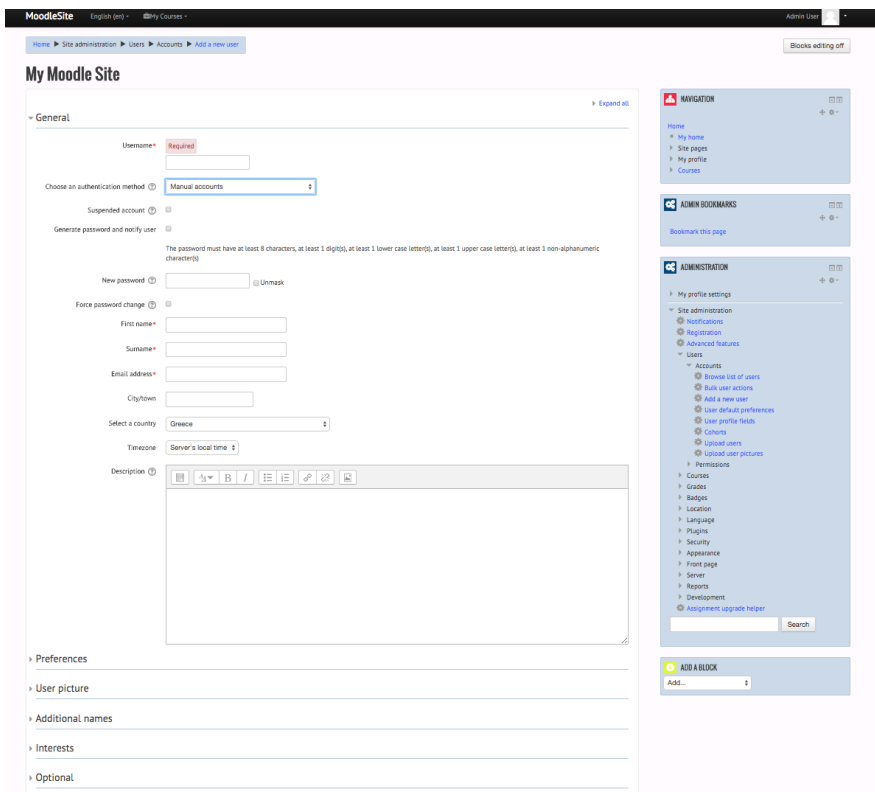 MoodleSite English (en) My Courses Admin User
Home Site administration Users Accounts Add a new user Blocks editing off
My Moodle Site
Expand all
General
Username* Required
Choose an authentication method Manual accounts
Suspended account
Generate password and notify user
The password must have at least 8 characters, at least 1 digit(s), at least 1 lower case letter(s), at least 1 upper case letter(s), at least 1 non-alphanumeric
character(s)
New password Unmask
Force password change
First name*
Surname*
Email address*
City/town
Select a country Greece
Timezone Server's local time
Description
B I
Preferences
User picture
Additional names
Interests
Optional
NAVIGATION
Home
My home
Site pages
My profile
Courses
ADMIN BOOKMARKS
Bookmark this page
ADMINISTRATION
My profile settings
Site administration
Notifications
Registration
Advanced features
Users
Accounts
Browse list of users
Bulk user actions
Add a new user
User default preferences
User profile fields
Cohorts
Upload users
Upload user pictures
Permissions
Courses
Grades
Badges
Location
Language
Plugins
Security
Appearance
Front page
Server
Reports
Development
Assignment upgrade helper
Search
ADD A BLOCK
Add...